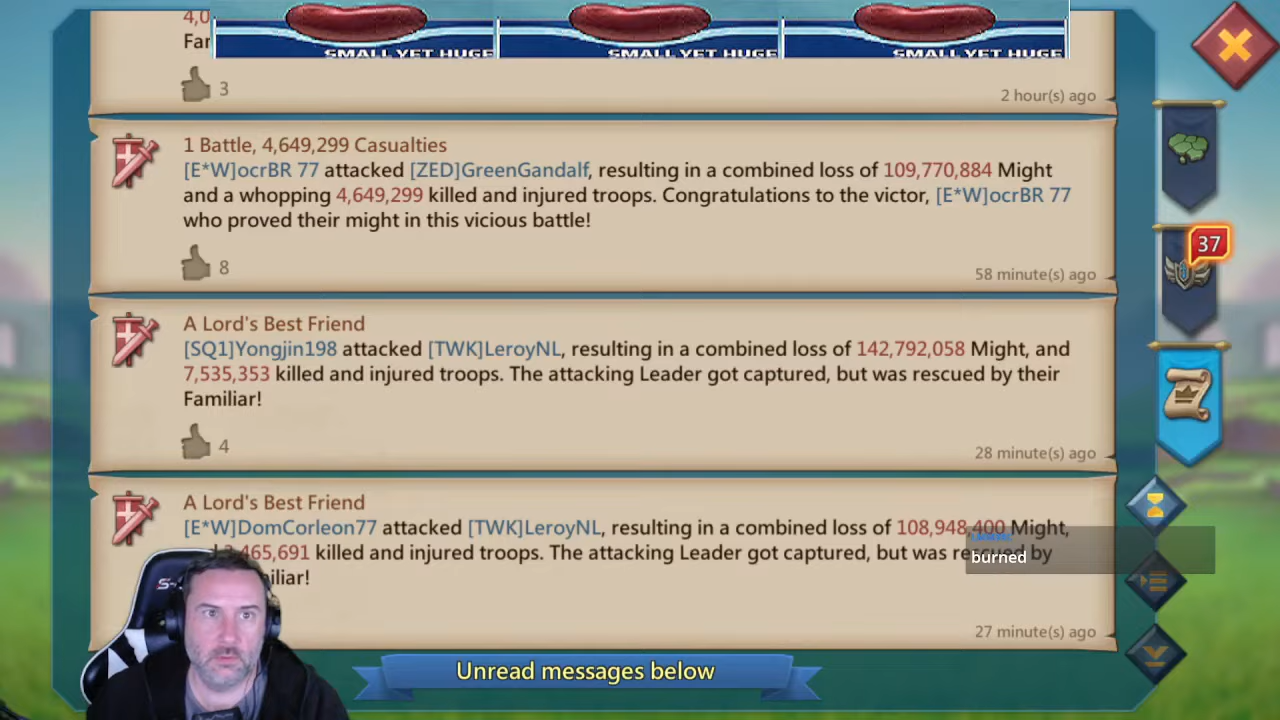 4,0
Far
SMALL YET HUGE SMALL YET HUGE SMALL YET HUGE
3
2 hour(s) ago
1 Battle, 4,649,299 Casualties
[E*W]ocrBR 77 attacked [ZED]GreenGandalf, resulting in a combined loss of 109,770,884 Might
and a whopping 4,649,299 killed and injured troops. Congratulations to the victor, [E*W]ocrBR 77
who proved their might in this vicious battle!
8
58 minute(s) ago
37
A Lord's Best Friend
[SQ1]Yongjin198 attacked [TWK]LeroyNL, resulting in a combined loss of 142,792,058 Might, and
7,535,353 killed and injured troops. The attacking Leader got captured, but was rescued by their
Familiar!
4
28 minute(s) ago
A Lord's Best Friend
[E*W]DomCorleon77 attacked [TWK]LeroyNL, resulting in a combined loss of 108,948,400 Might,
465,691 killed and injured troops. The attacking Leader got captured, but was rescued by
iliar!
burned
27 minute(s) ago
Unread messages below